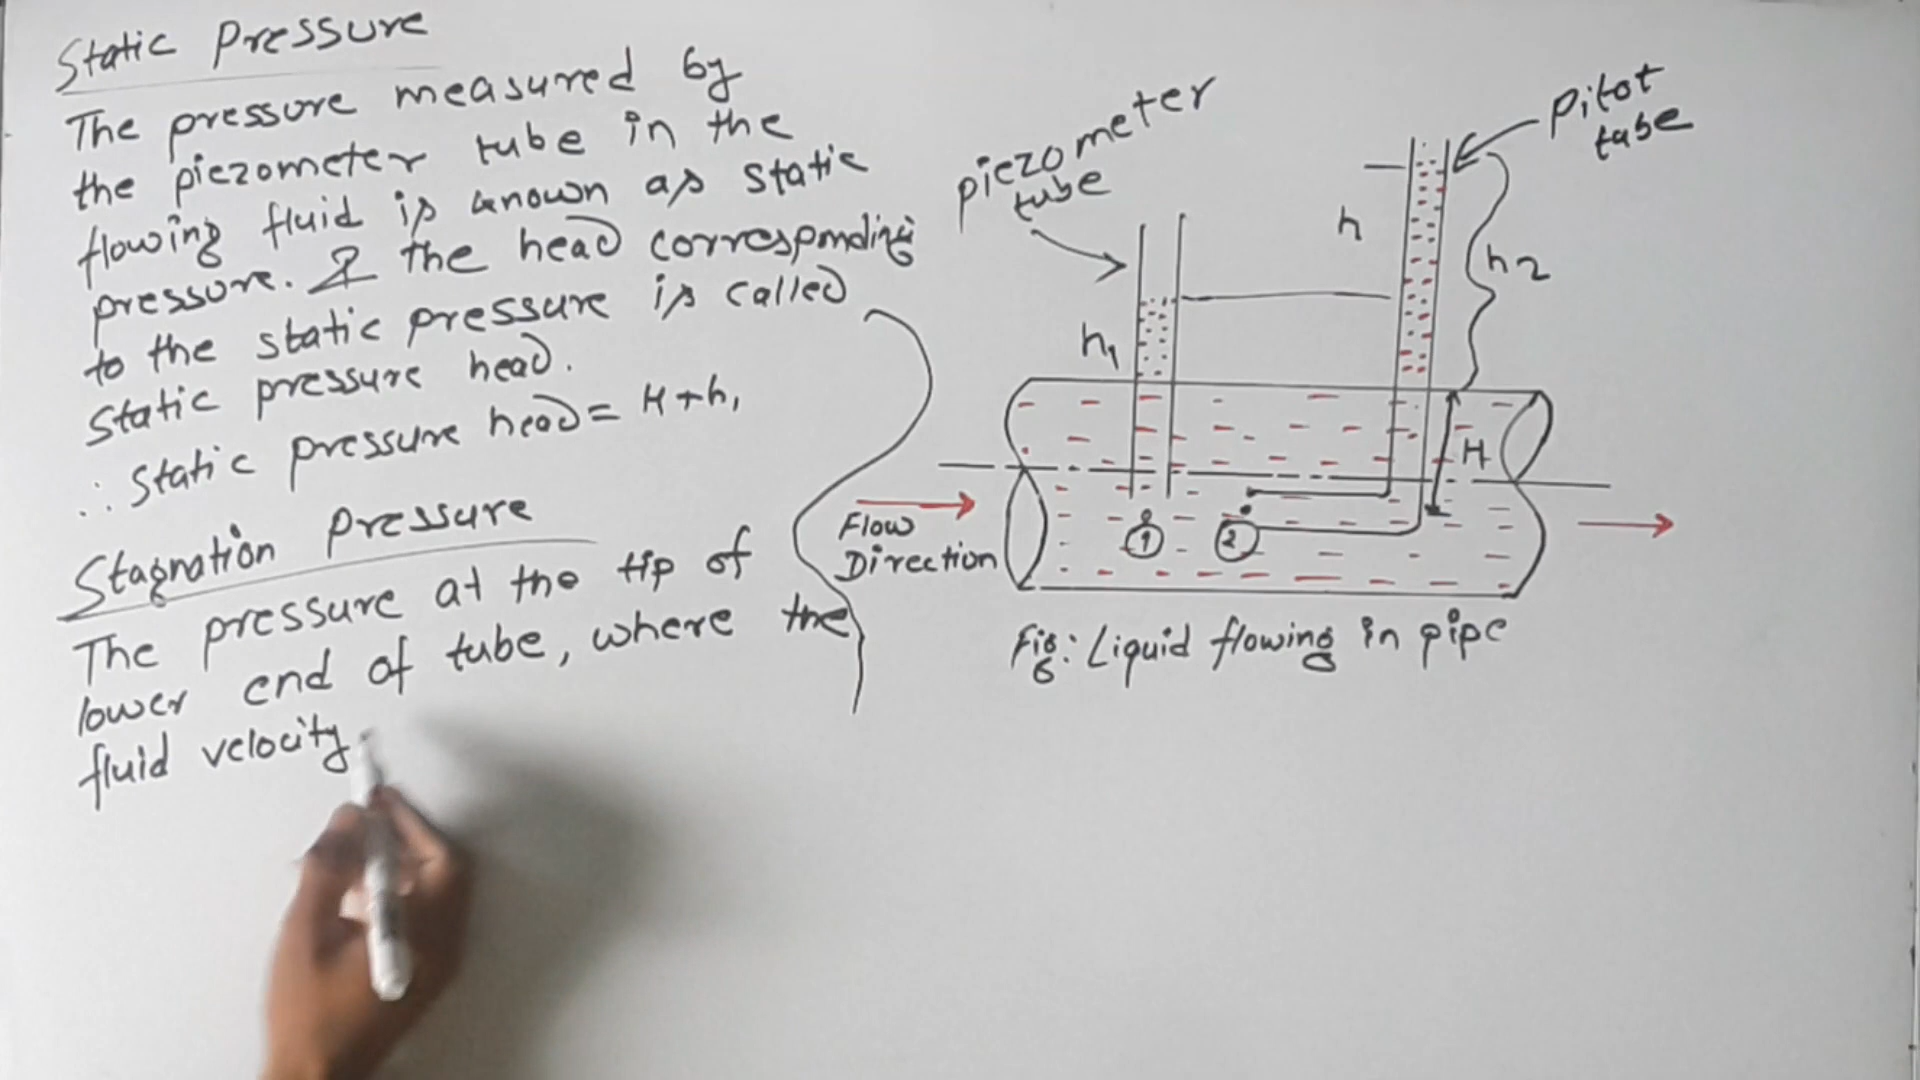 Static Pressure
The pressure measured by
the piezometer tube in the
flowing fluid is known as static
pressure. & the head corresponding
to the static pressure is called
static pressure head.
∴ Static pressure head = H+h₁
Stagnation Pressure
The pressure at the tip of
lower end of tube, where the
fluid velocity
piezometer
tube
pitot
tube
h
h2
h₁
H
Flow
Direction
1
2
Fig: Liquid flowing in pipe